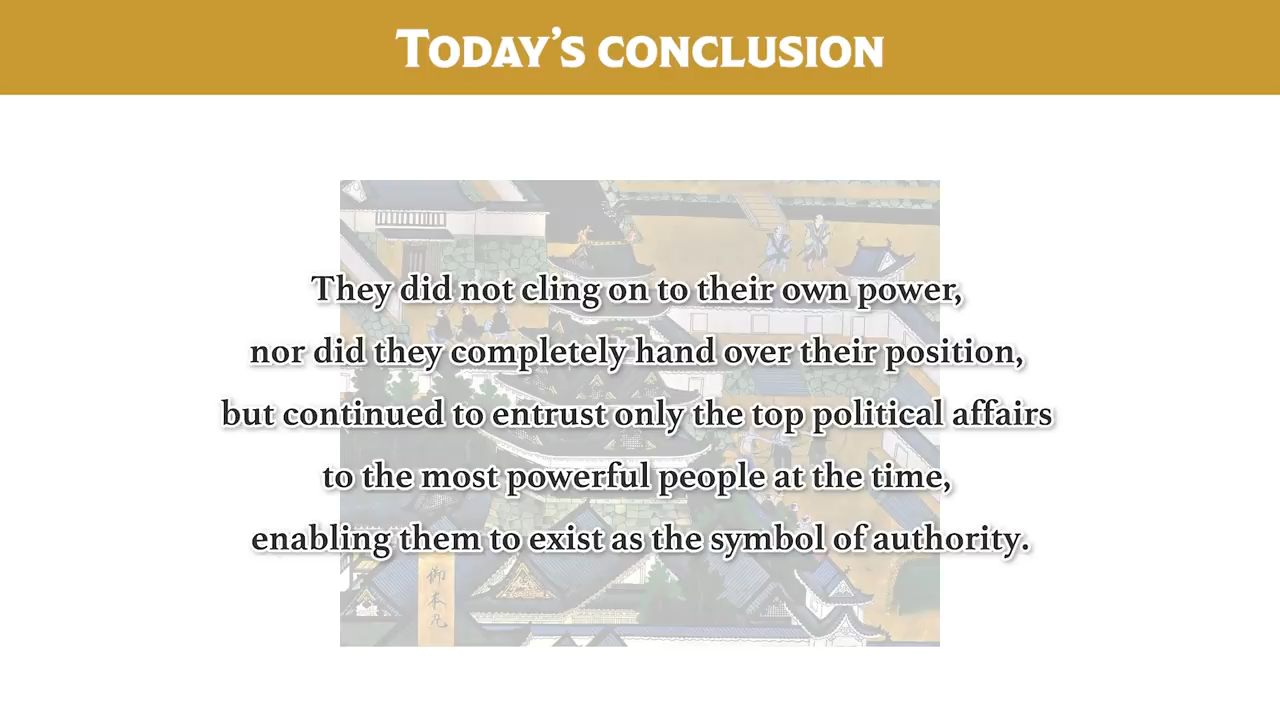 Today's conclusion
They did not cling on to their own power,
nor did they completely hand over their position,
but continued to entrust only the top political affairs
to the most powerful people at the time,
enabling them to exist as the symbol of authority.
御本丸